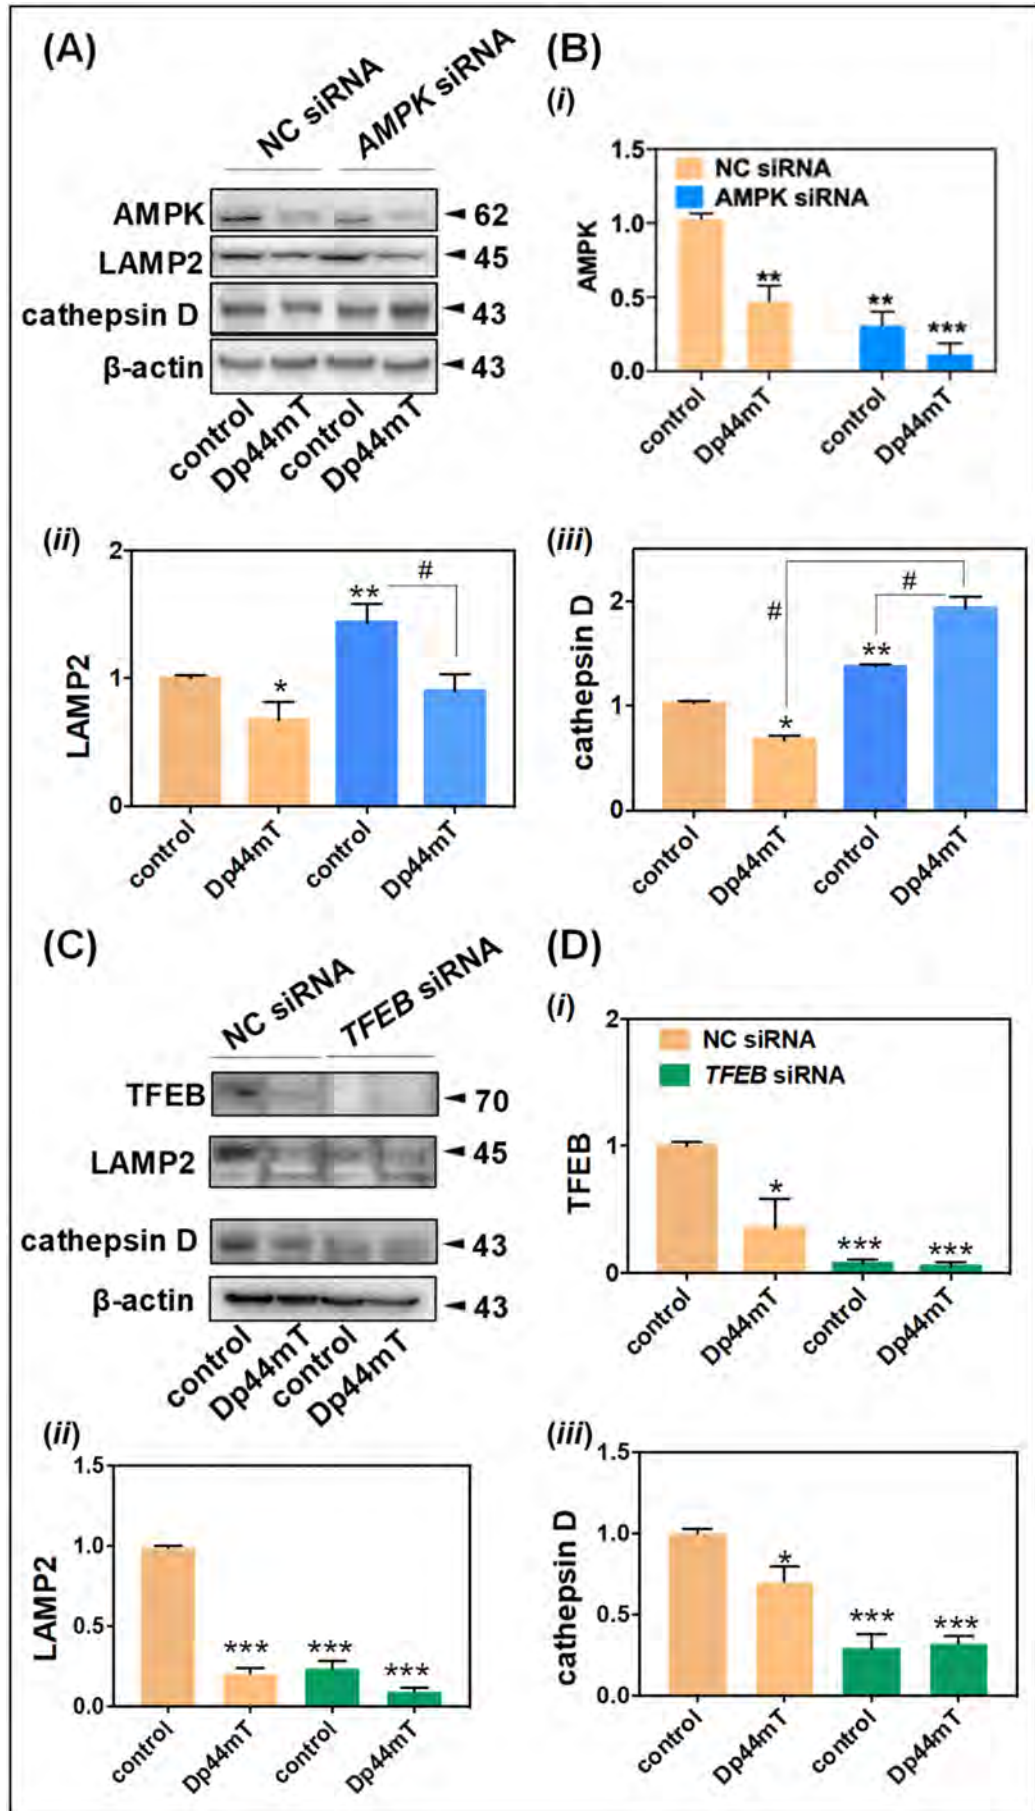 (A)
NC siRNA
AMPK siRNA
AMPK
62
LAMP2
45
cathepsin D
43
β-actin
43
control
Dp44mT
control
Dp44mT
(B)
(i)
1.5
1.0
0.5
0.0
AMPK
NC siRNA
AMPK siRNA
**
**
***
control
Dp44mT
control
Dp44mT
(ii)
2
1
0
LAMP2
*
**
#
control
Dp44mT
control
Dp44mT
(iii)
2
1
0
cathepsin D
*
#
**
#
control
Dp44mT
control
Dp44mT
(C)
NC siRNA
TFEB siRNA
TFEB
70
LAMP2
45
cathepsin D
43
β-actin
43
control
Dp44mT
control
Dp44mT
(D)
(i)
2
1
0
TFEB
NC siRNA
TFEB siRNA
*
***
***
control
Dp44mT
control
Dp44mT
(ii)
1.5
1.0
0.5
0.0
LAMP2
***
***
***
control
Dp44mT
control
Dp44mT
(iii)
1.5
1.0
0.5
0.0
cathepsin D
*
***
***
control
Dp44mT
control
Dp44mT